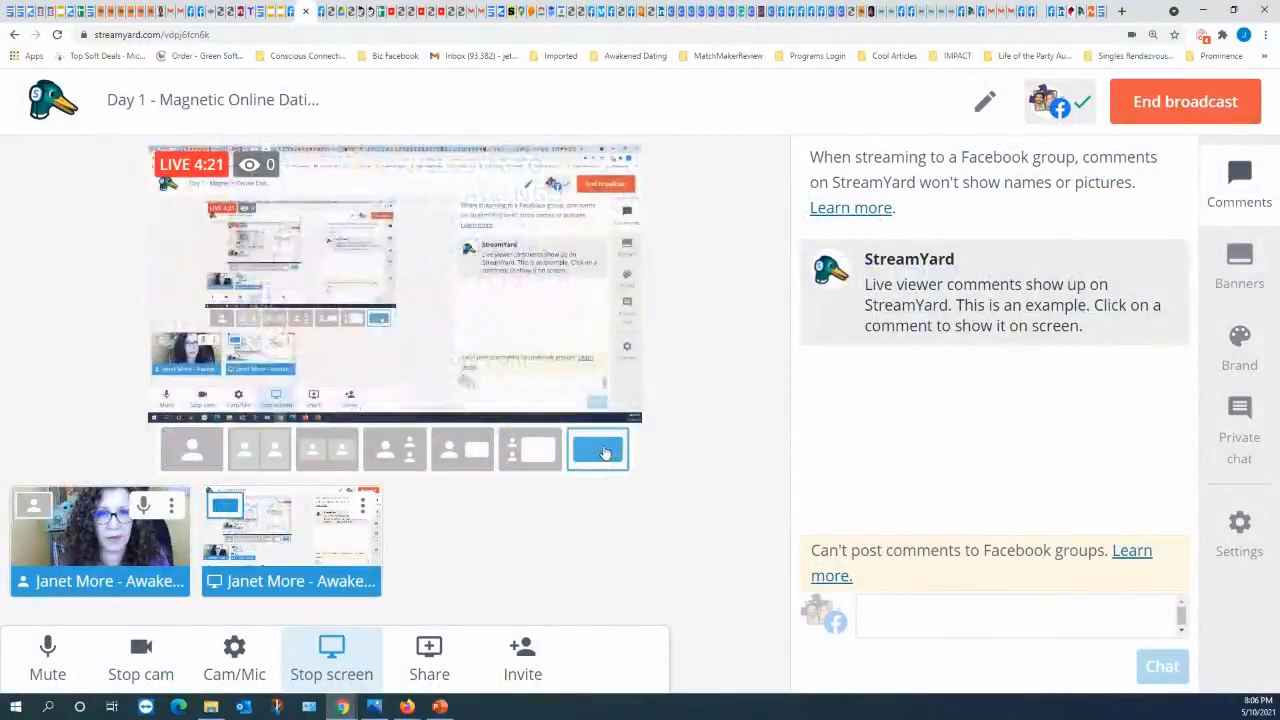 streamyard.com/vdpj6fcn6k
Apps
Top Soft Deals - Mic...
Order - Green Soft...
Conscious Connecti...
Biz Facebook
Inbox (93,382) - jet...
Imported
Awakened Dating
MatchMakerReview
Programs Login
Cool Articles
IMPACT
Life of the Party Au...
Singles Rendezvous...
Prominence
»
Day 1 - Magnetic Online Dati...
End broadcast
LIVE 4:21
0
When streaming to a Facebook group, comments
on StreamYard won't show names or pictures.
Learn more.
StreamYard
Live viewer comments show up on
StreamYard. This is an example. Click on a
comment to show it on screen.
Comments
Banners
Brand
Private
chat
Settings
Janet More - Awake...
Janet More - Awake...
Can't post comments to Facebook groups. Learn
more.
Chat
Mute
Stop cam
Cam/Mic
Stop screen
Share
Invite
8:06 PM
5/10/2021